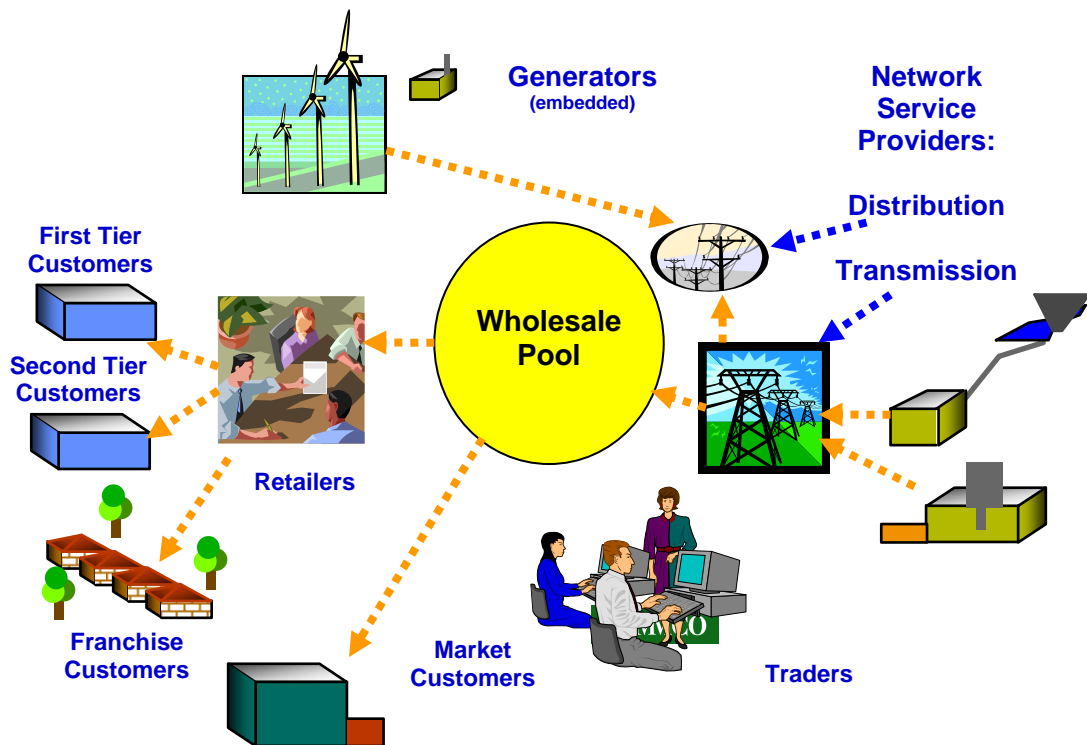 Generators
(embedded)
Network
Service
Providers:
Distribution
Transmission
First Tier
Customers
Second Tier
Customers
Wholesale
Pool
Retailers
Franchise
Customers
Market
Customers
Traders